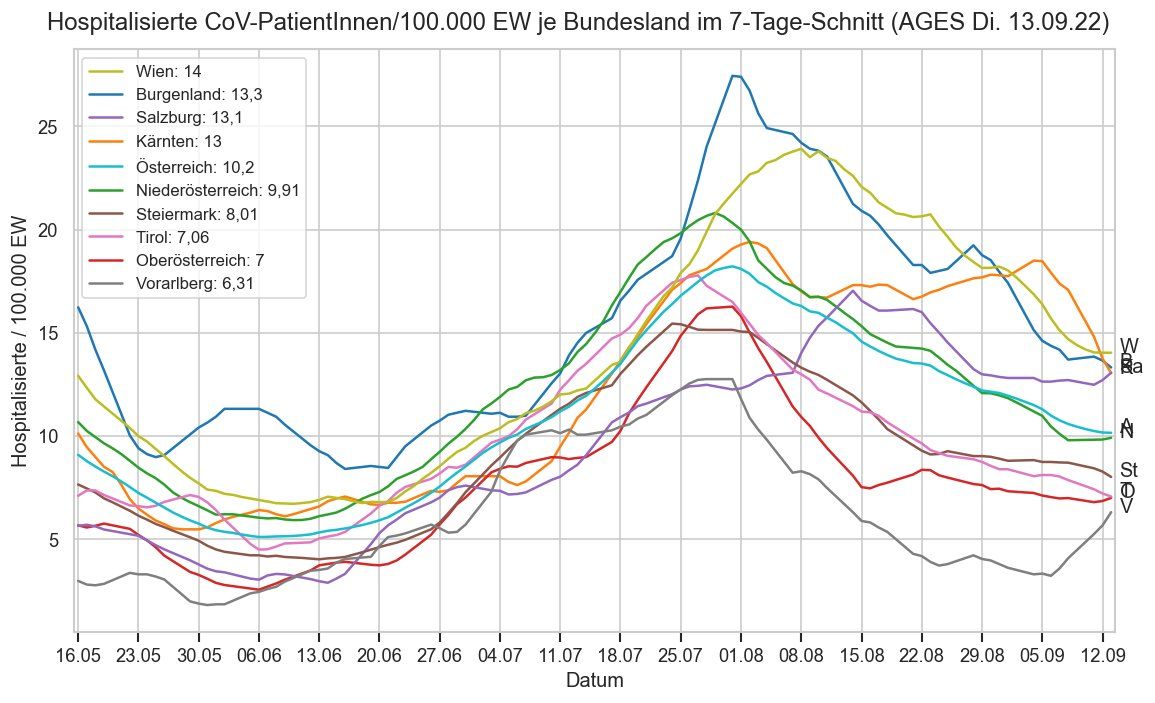 Hospitalisierte CoV-PatientInnen/100.000 EW je Bundesland im 7-Tage-Schnitt (AGES Di. 13.09.22)
Wien: 14
Burgenland: 13,3
Salzburg: 13,1
Kärnten: 13
Österreich: 10,2
Niederösterreich: 9,91
Steiermark: 8,01
Tirol: 7,06
Oberösterreich: 7
Vorarlberg: 6,31
Hospitalisierte / 100.000 EW
25
20
15
10
5
W
B
A
N
St
T
O
V
16.05 23.05 30.05 06.06 13.06 20.06 27.06 04.07 11.07 18.07 25.07 01.08 08.08 15.08 22.08 29.08 05.09 12.09
Datum